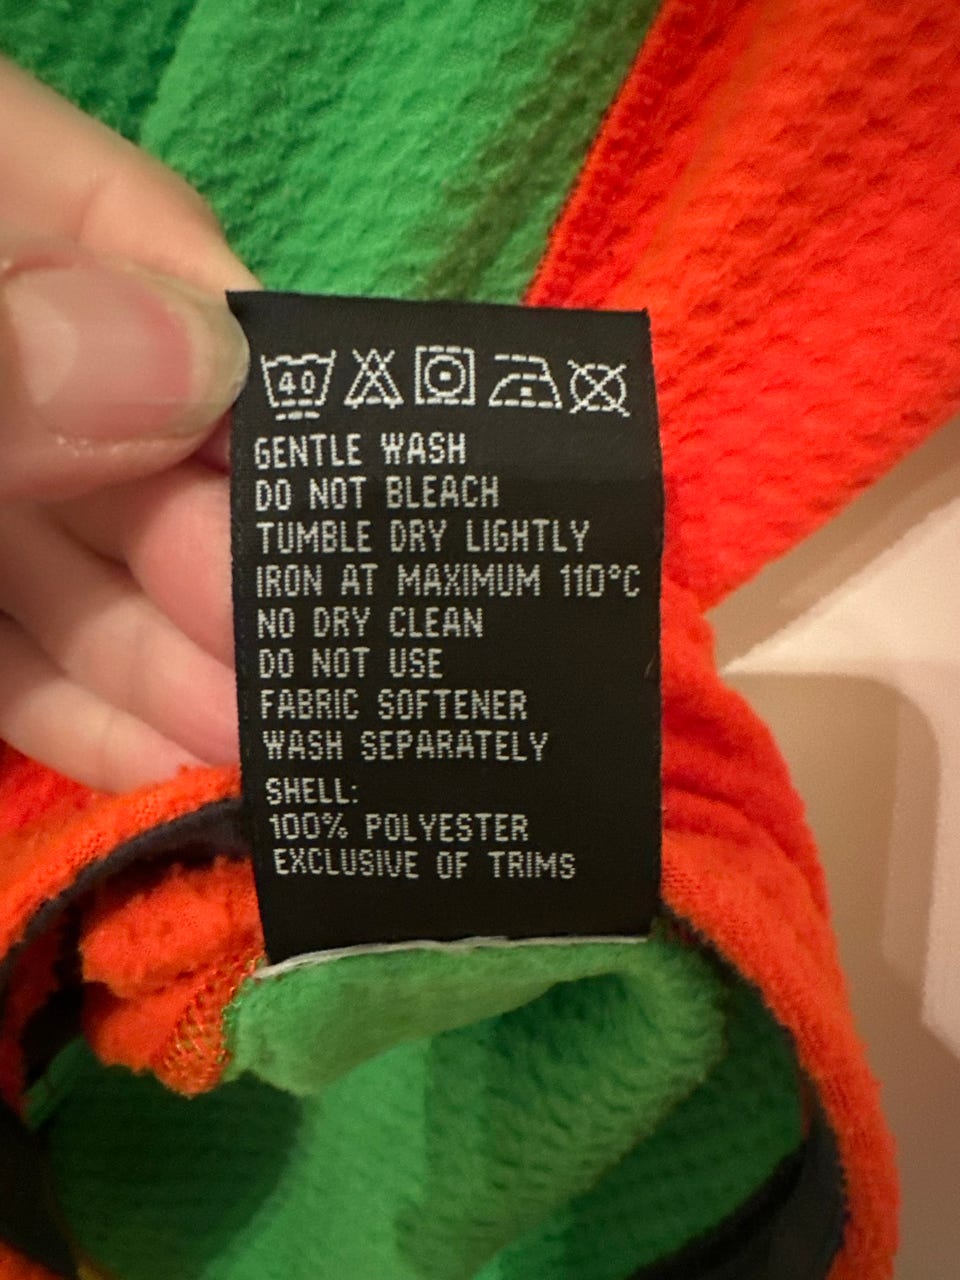 40
GENTLE WASH
DO NOT BLEACH
TUMBLE DRY LIGHTLY
IRON AT MAXIMUM 110°C
NO DRY CLEAN
DO NOT USE
FABRIC SOFTENER
WASH SEPARATELY
SHELL:
100% POLYESTER
EXCLUSIVE OF TRIMS